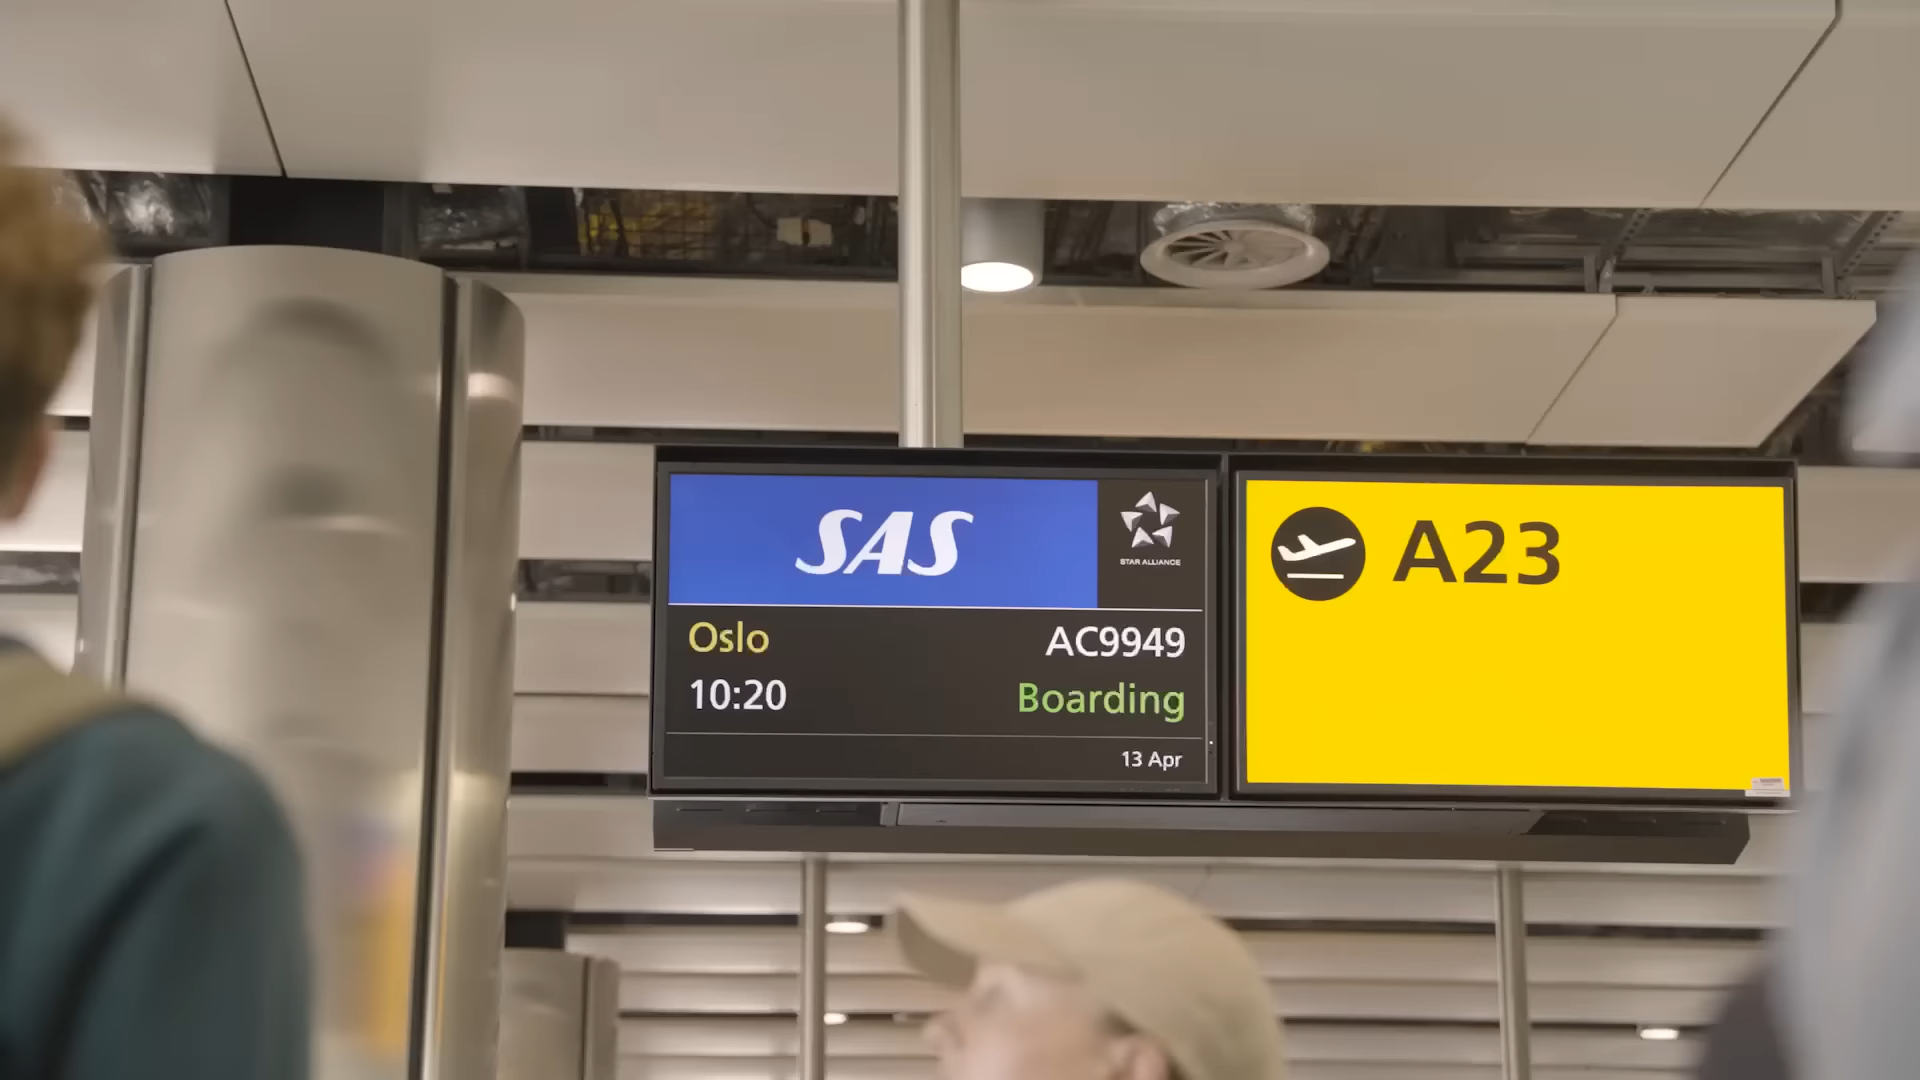 SAS
STAR ALLIANCE
Oslo AC9949
10:20 Boarding
13 Apr
A23